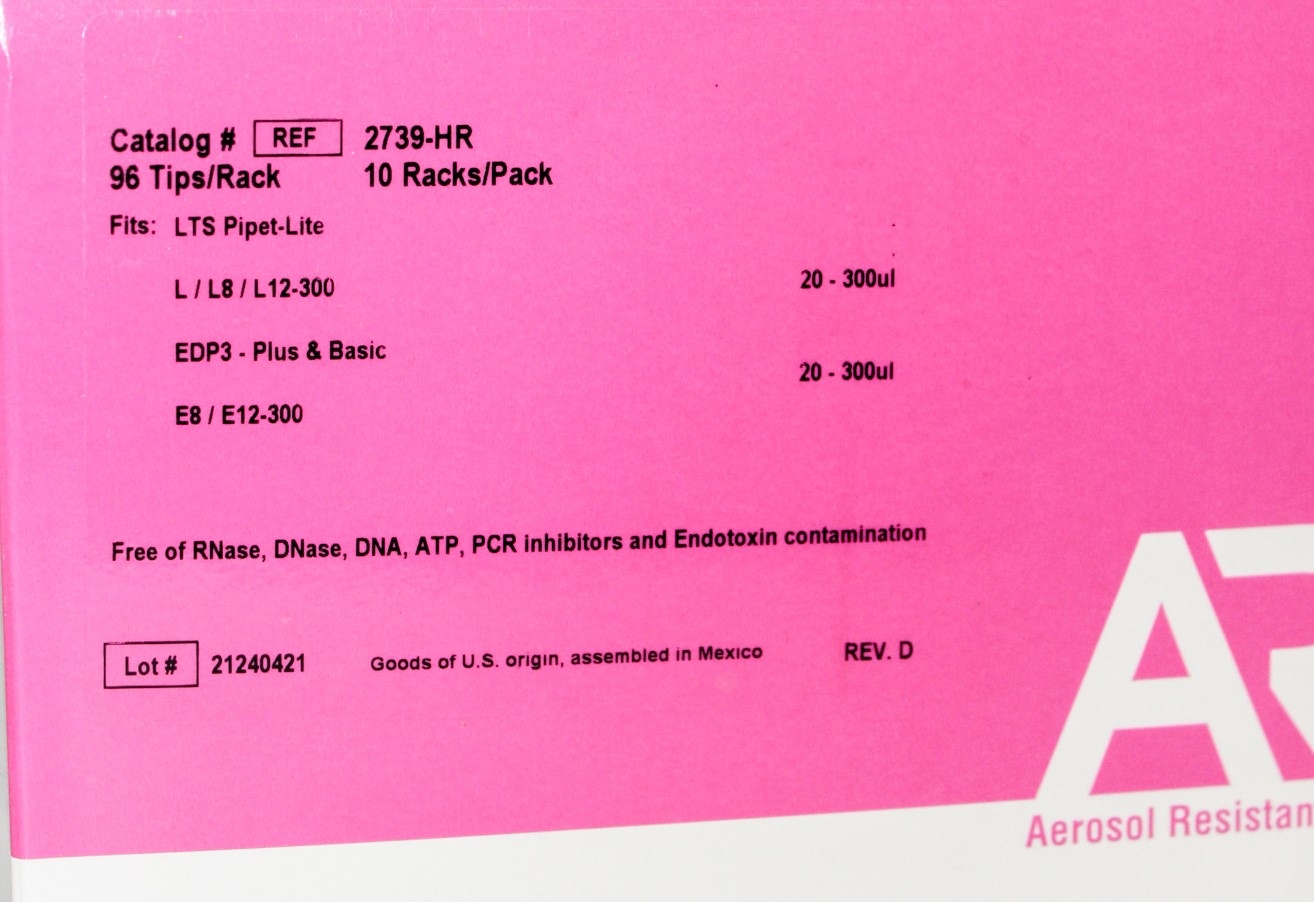 Catalog # REF 2739-HR
96 Tips/Rack 10 Racks/Pack
Fits: LTS Pipet-Lite
L / L8 / L12-300 20 - 300ul
EDP3 - Plus & Basic
20 - 300ul
E8 / E12-300
Free of RNase, DNase, DNA, ATP, PCR inhibitors and Endotoxin contamination
Lot # 21240421 Goods of U.S. origin, assembled in Mexico REV. D
A
Aerosol Resistan